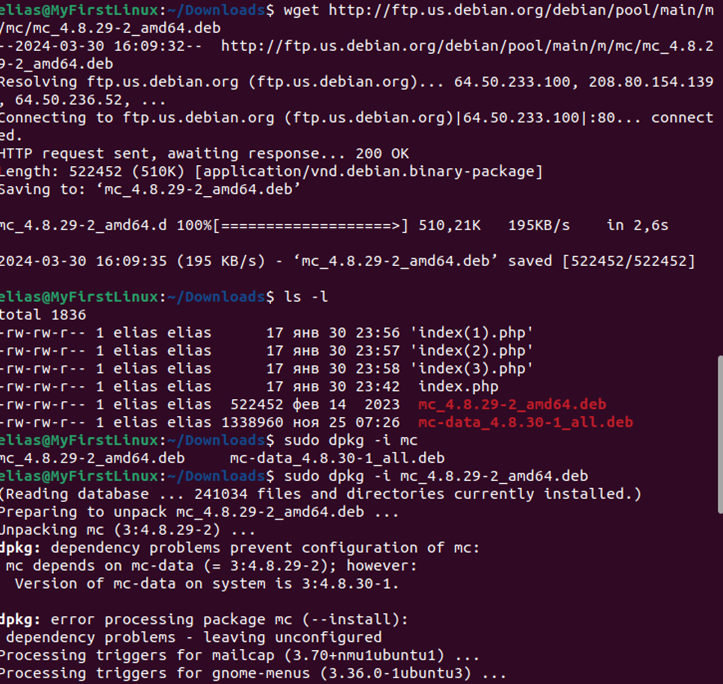 elias@MyFirstLinux:~/Downloads$ wget http://ftp.us.debian.org/debian/pool/main/m
/mc/mc_4.8.29-2_amd64.deb
--2024-03-30 16:09:32--  http://ftp.us.debian.org/debian/pool/main/m/mc/mc_4.8.2
9-2_amd64.deb
Resolving ftp.us.debian.org (ftp.us.debian.org)... 64.50.233.100, 208.80.154.139
, 64.50.236.52, ...
Connecting to ftp.us.debian.org (ftp.us.debian.org)|64.50.233.100|:80... connect
ed.
HTTP request sent, awaiting response... 200 OK
Length: 522452 (510K) [application/vnd.debian.binary-package]
Saving to: ‘mc_4.8.29-2_amd64.deb’
mc_4.8.29-2_amd64.d 100%[===================>] 510,21K   195KB/s    in 2,6s
2024-03-30 16:09:35 (195 KB/s) - ‘mc_4.8.29-2_amd64.deb’ saved [522452/522452]
elias@MyFirstLinux:~/Downloads$ ls -l
total 1836
-rw-rw-r-- 1 elias elias      17 янв 30 23:56 'index(1).php'
-rw-rw-r-- 1 elias elias      17 янв 30 23:57 'index(2).php'
-rw-rw-r-- 1 elias elias      17 янв 30 23:58 'index(3).php'
-rw-rw-r-- 1 elias elias      17 янв 30 23:42  index.php
-rw-rw-r-- 1 elias elias  522452 фев 14  2023  mc_4.8.29-2_amd64.deb
-rw-rw-r-- 1 elias elias 1338960 ноя 25 07:26  mc-data_4.8.30-1_all.deb
elias@MyFirstLinux:~/Downloads$ sudo dpkg -i mc
mc_4.8.29-2_amd64.deb     mc-data_4.8.30-1_all.deb
elias@MyFirstLinux:~/Downloads$ sudo dpkg -i mc_4.8.29-2_amd64.deb
(Reading database ... 241034 files and directories currently installed.)
Preparing to unpack mc_4.8.29-2_amd64.deb ...
Unpacking mc (3:4.8.29-2) ...
dpkg: dependency problems prevent configuration of mc:
 mc depends on mc-data (= 3:4.8.29-2); however:
  Version of mc-data on system is 3:4.8.30-1.
dpkg: error processing package mc (--install):
 dependency problems - leaving unconfigured
Processing triggers for mailcap (3.70+nmu1ubuntu1) ...
Processing triggers for gnome-menus (3.36.0-1ubuntu3) ...